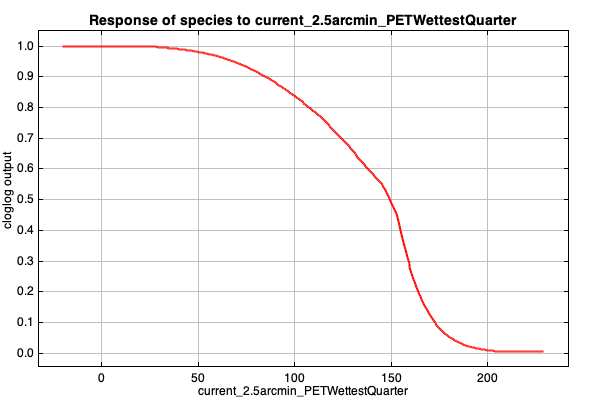 Response of species to current_2.5arcmin_PETWettestQuarter
1.0
0.9
0.8
0.7
0.6
0.5
0.4
0.3
0.2
0.1
0.0
cloglog output
0 50 100 150 200
current_2.5arcmin_PETWettestQuarter